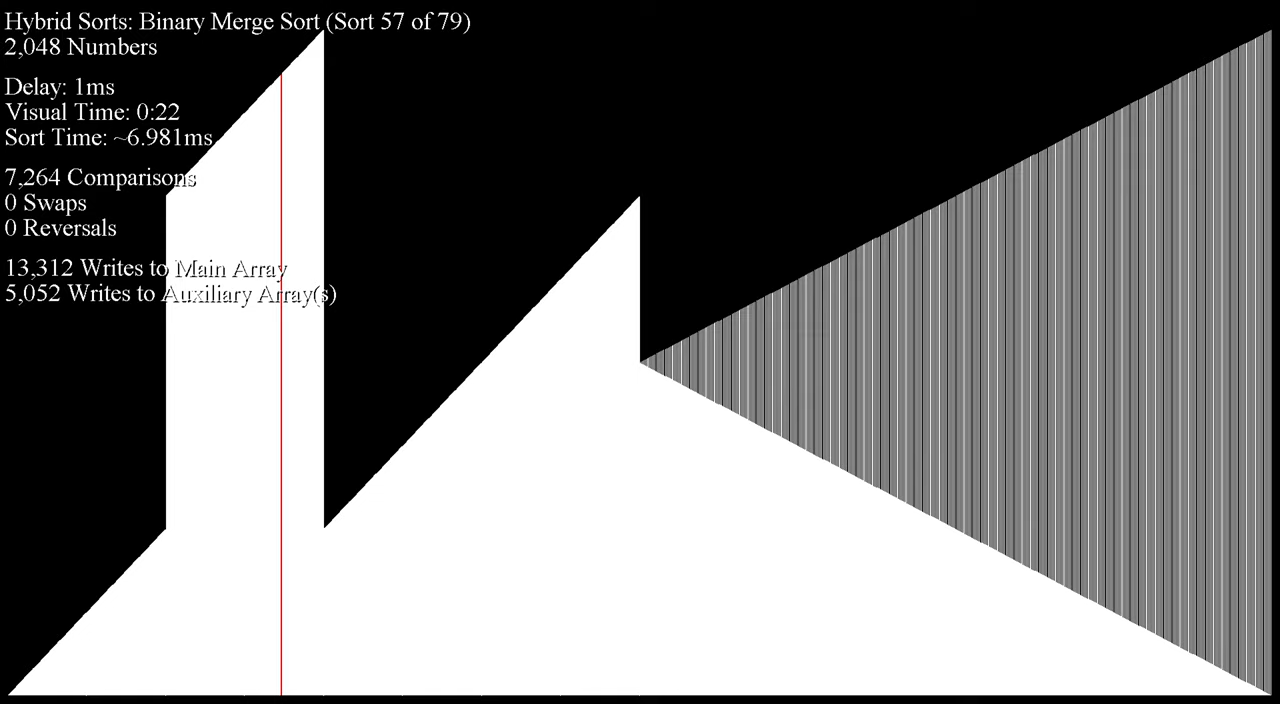 Hybrid Sorts: Binary Merge Sort (Sort 57 of 79)
2,048 Numbers
Delay: 1ms
Visual Time: 0:22
Sort Time: ~6.981ms
7,264 Comparisons
0 Swaps
0 Reversals
13,312 Writes to Main Array
5,052 Writes to Auxiliary Array(s)